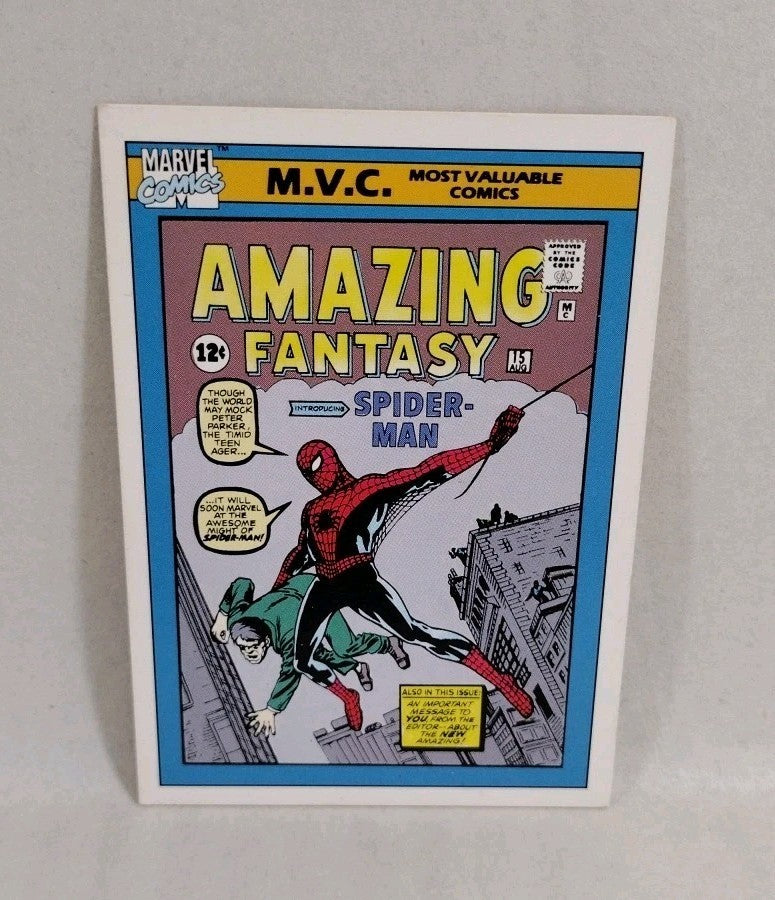 MARVEL™
COMICS
M
M.V.C.
MOST VALUABLE
COMICS
AMAZING
FANTASY
APPROVED
BY THE
COMICS
CODE
AUTHORITY
M
C
12¢
15
AUG
INTRODUCING
SPIDER-
MAN
THOUGH
THE WORLD
MAY MOCK
PETER
PARKER,
THE TIMID
TEEN
AGER...
...IT WILL
SOON MARVEL
AT THE
AWESOME
MIGHT OF
SPIDER-MAN!
ALSO IN THIS ISSUE:
AN IMPORTANT
MESSAGE TO
YOU, FROM THE
EDITOR--ABOUT
THE NEW
AMAZING!